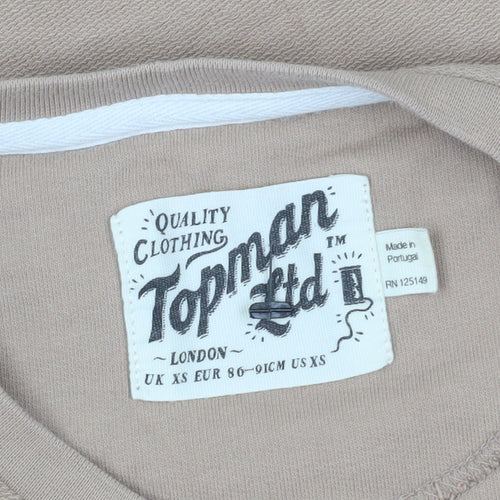 QUALITY
CLOTHING
Topman TM
Ltd
~LONDON~
UK XS EUR 86-91CM US XS
Made in
Portugal
RN 125149